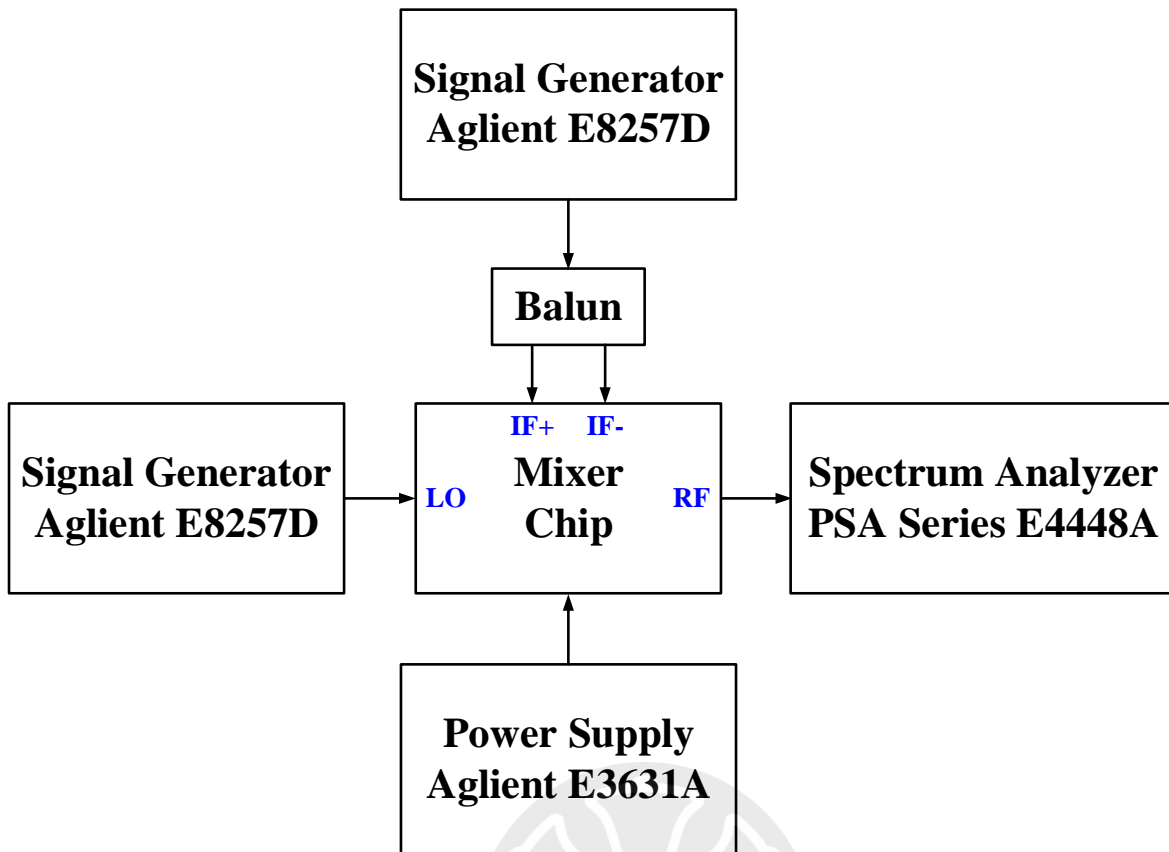 Signal Generator
Aglient E8257D
Balun
IF+ IF-
Signal Generator
Aglient E8257D
LO
Mixer
Chip
RF
Spectrum Analyzer
PSA Series E4448A
Power Supply
Aglient E3631A